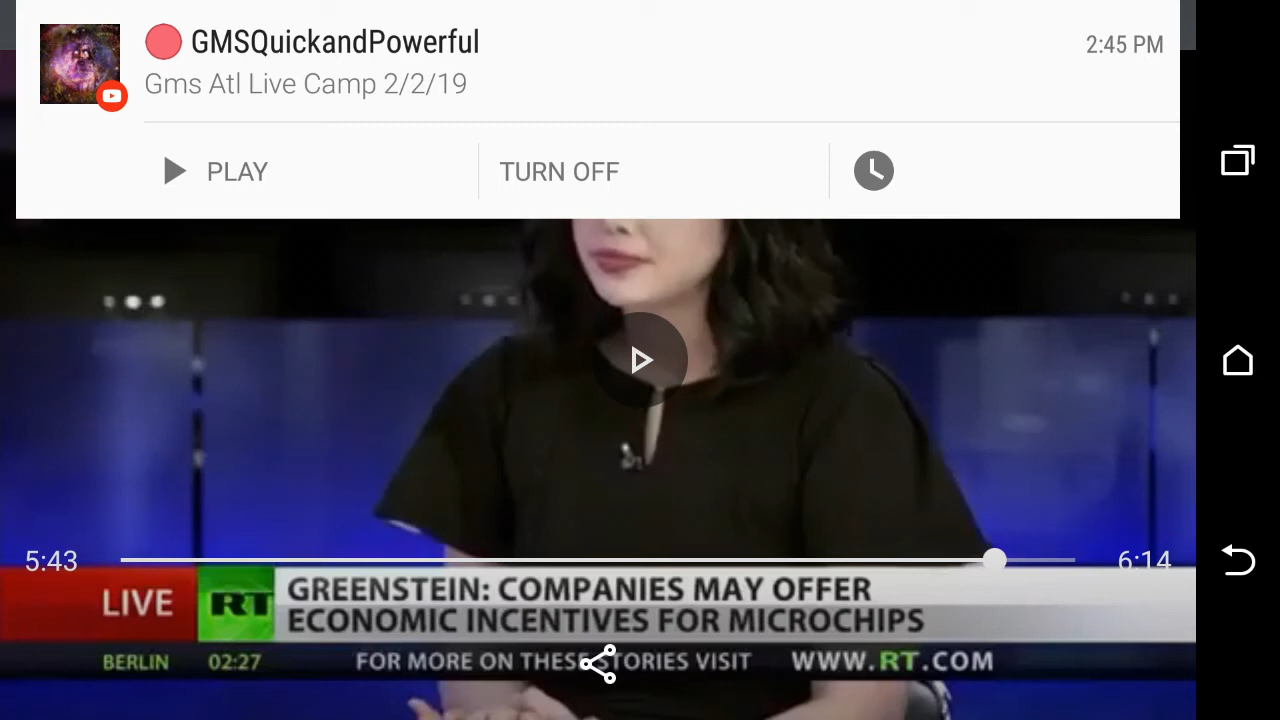 GMSQuickandPowerful
2:45 PM
Gms Atl Live Camp 2/2/19
PLAY
TURN OFF
5:43
6:14
LIVE
RT
GREENSTEIN: COMPANIES MAY OFFER
ECONOMIC INCENTIVES FOR MICROCHIPS
BERLIN 02:27 FOR MORE ON THESE STORIES VISIT WWW.RT.COM